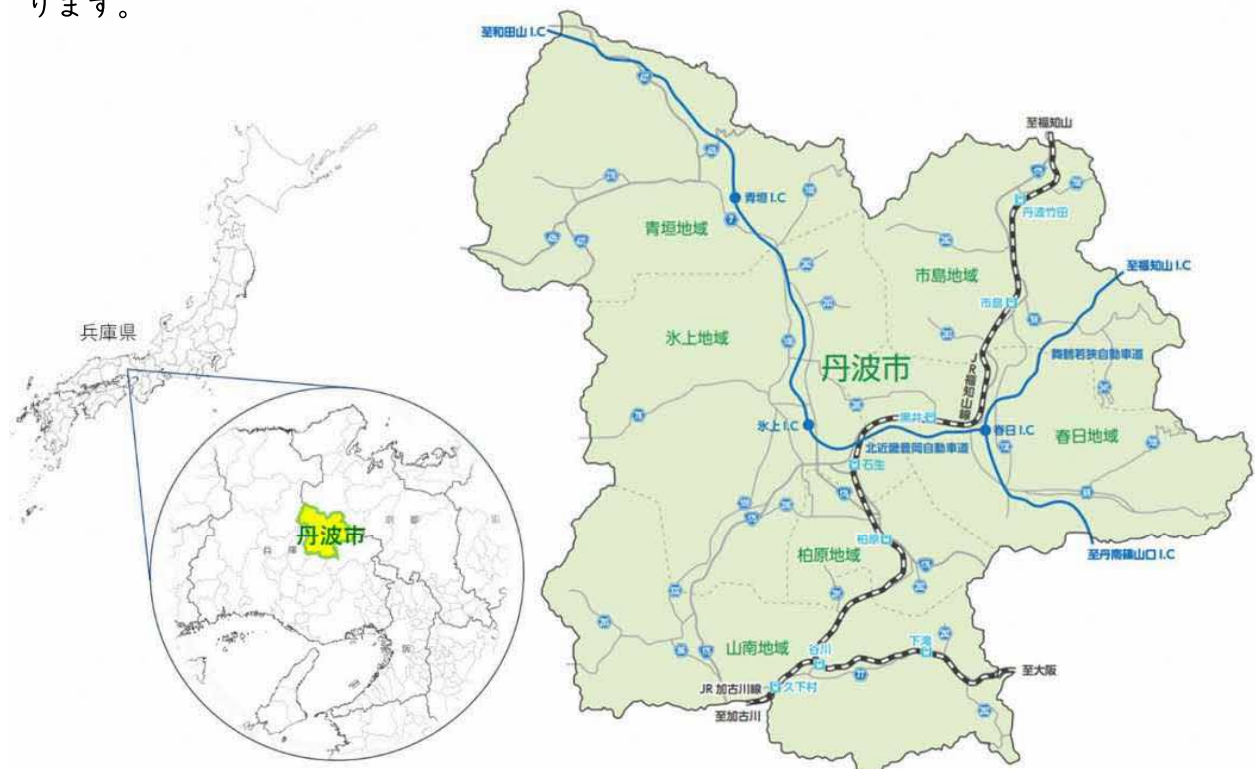 ります。
至和田山 I.C
至福知山
青垣 I.C
丹波竹田
青垣地域
市島地域
至福知山 I.C
市島
兵庫県
氷上地域
舞鶴若狭自動車道
丹波市
JR福知山線
黒井
氷上 I.C
春日 I.C
春日地域
北近畿豊岡自動車道
石生
丹波市
兵 庫
京 都
柏原
柏原地域
至丹南篠山口 I.C
山南地域
谷川
下滝
至大阪
JR 加古川線
久下村
77
至加古川